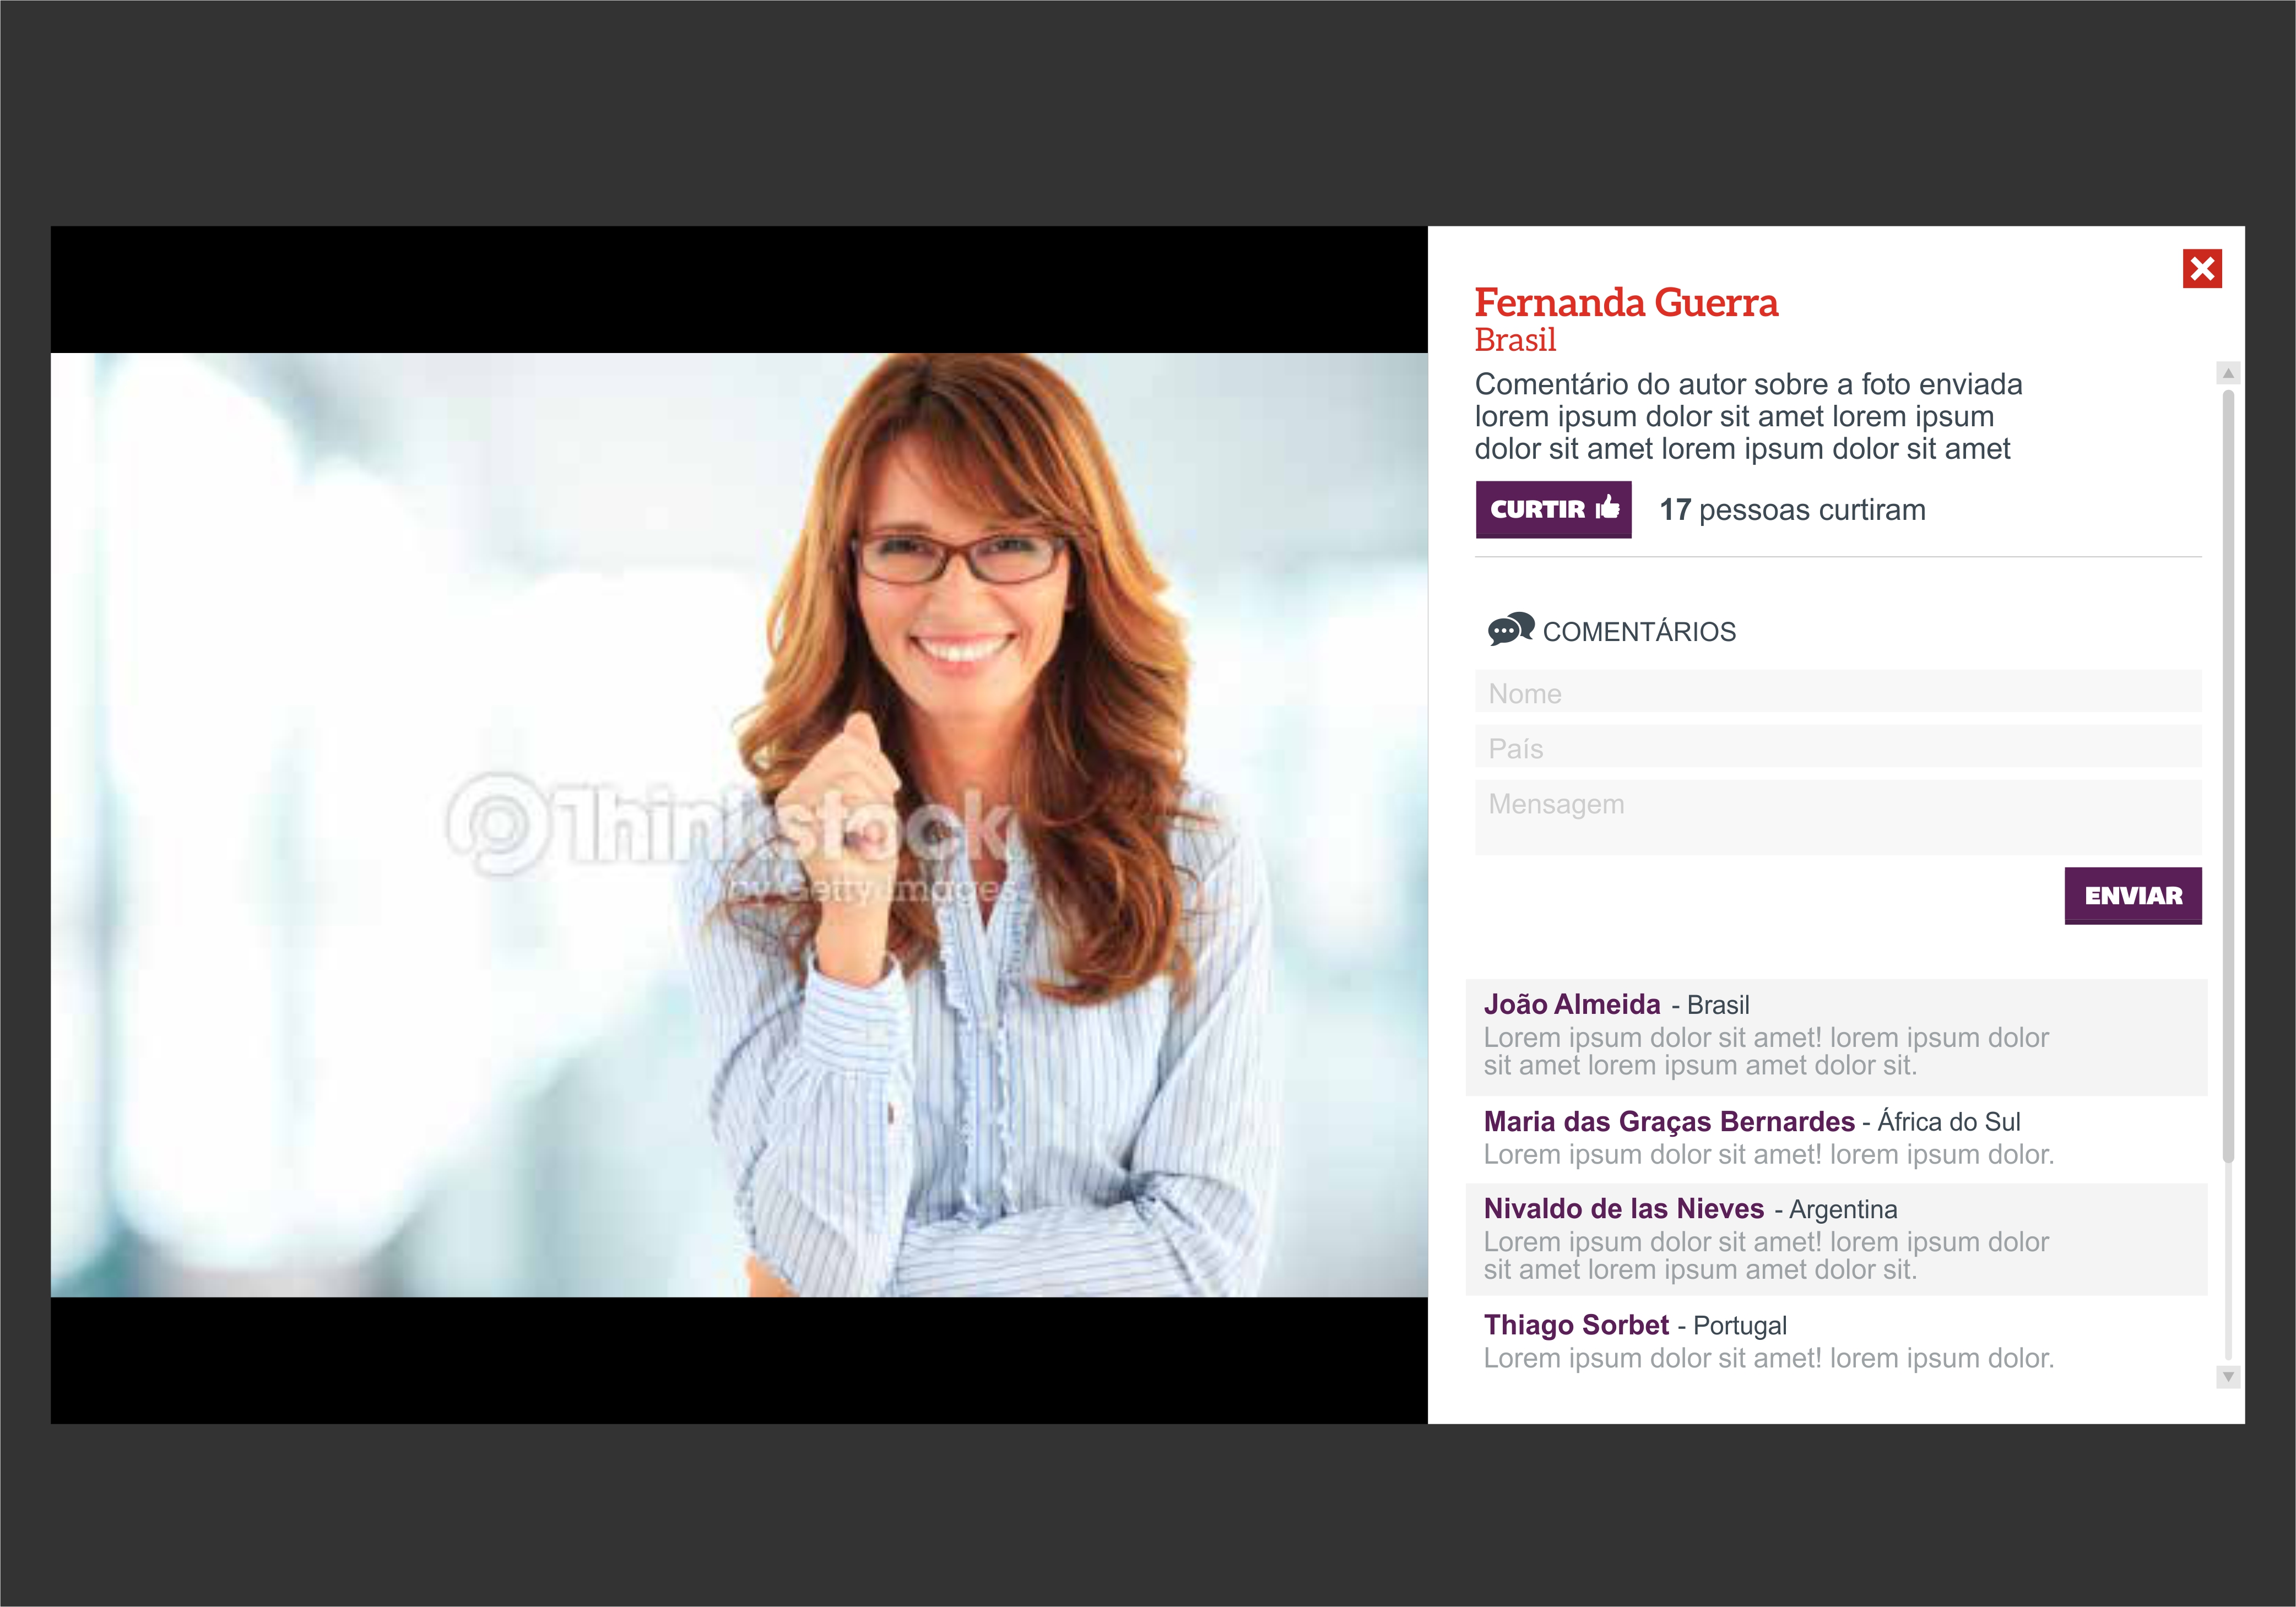 Thinkstock
by Getty Images
Fernanda Guerra
Brasil
Comentário do autor sobre a foto enviada
lorem ipsum dolor sit amet lorem ipsum
dolor sit amet lorem ipsum dolor sit amet
CURTIR
17 pessoas curtiram
COMENTÁRIOS
Nome
País
Mensagem
ENVIAR
João Almeida - Brasil
Lorem ipsum dolor sit amet! lorem ipsum dolor
sit amet lorem ipsum amet dolor sit.
Maria das Graças Bernardes - África do Sul
Lorem ipsum dolor sit amet! lorem ipsum dolor.
Nivaldo de las Nieves - Argentina
Lorem ipsum dolor sit amet! lorem ipsum dolor
sit amet lorem ipsum amet dolor sit.
Thiago Sorbet - Portugal
Lorem ipsum dolor sit amet! lorem ipsum dolor.